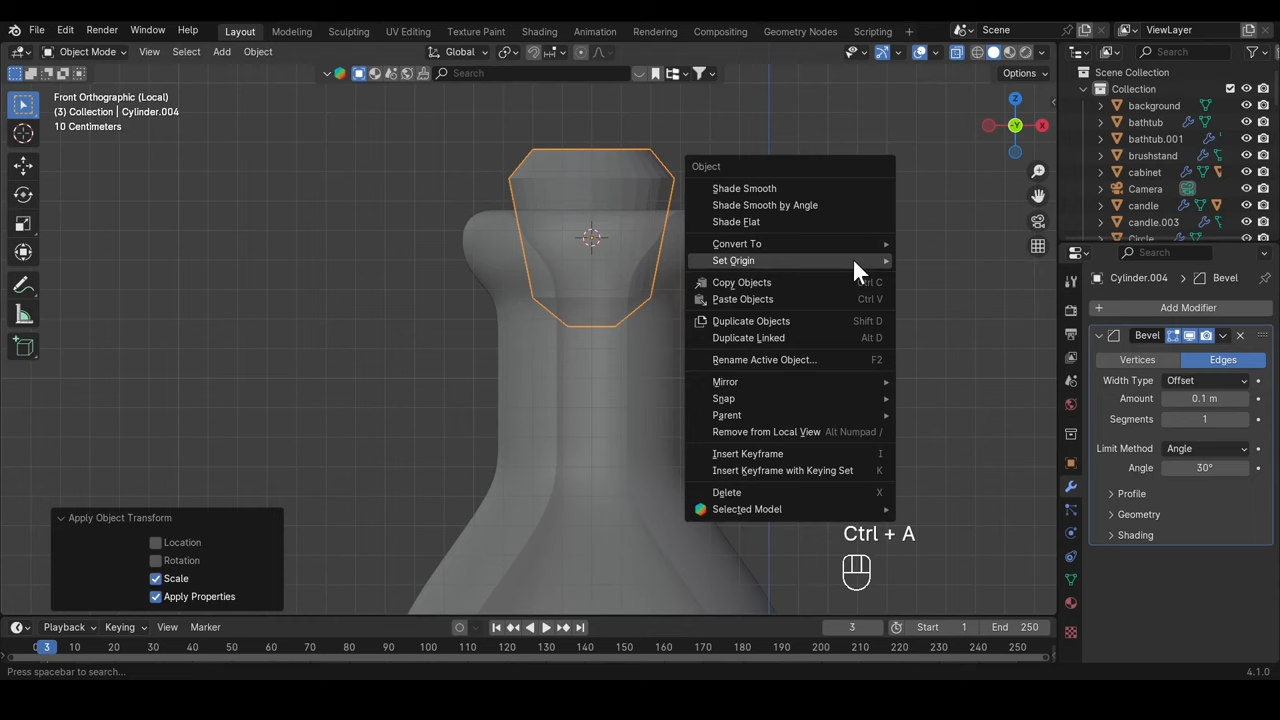 File Edit Render Window Help Layout Modeling Sculpting UV Editing Texture Paint Shading Animation Rendering Compositing Geometry Nodes Scripting + Scene ViewLayer
Object Mode View Select Add Object Global Search
Search Options
Front Orthographic (Local)
(3) Collection | Cylinder.004
10 Centimeters
Z
-Y X
Scene Collection
Collection
background
bathtub
bathtub.001
brushstand
cabinet
Camera
candle
candle.003
Circle
Object
Shade Smooth
Shade Smooth by Angle
Shade Flat
Convert To
Set Origin
Copy Objects Ctrl C
Paste Objects Ctrl V
Duplicate Objects Shift D
Duplicate Linked Alt D
Rename Active Object... F2
Mirror
Snap
Parent
Remove from Local View Alt Numpad /
Insert Keyframe I
Insert Keyframe with Keying Set K
Delete X
Selected Model
Search
Cylinder.004 > Bevel
+ Add Modifier
Bevel
Vertices Edges
Width Type Offset
Amount 0.1 m
Segments 1
Limit Method Angle
Angle 30°
Profile
Geometry
Shading
Apply Object Transform
Location
Rotation
Scale
Apply Properties
Ctrl + A
Playback Keying View Marker 3 Start 1 End 250
0 3 10 20 30 40 50 60 70 80 90 100 110 120 130 140 150 160 170 180 190 200 210 220 230 240 250
Press spacebar to search... 4.1.0